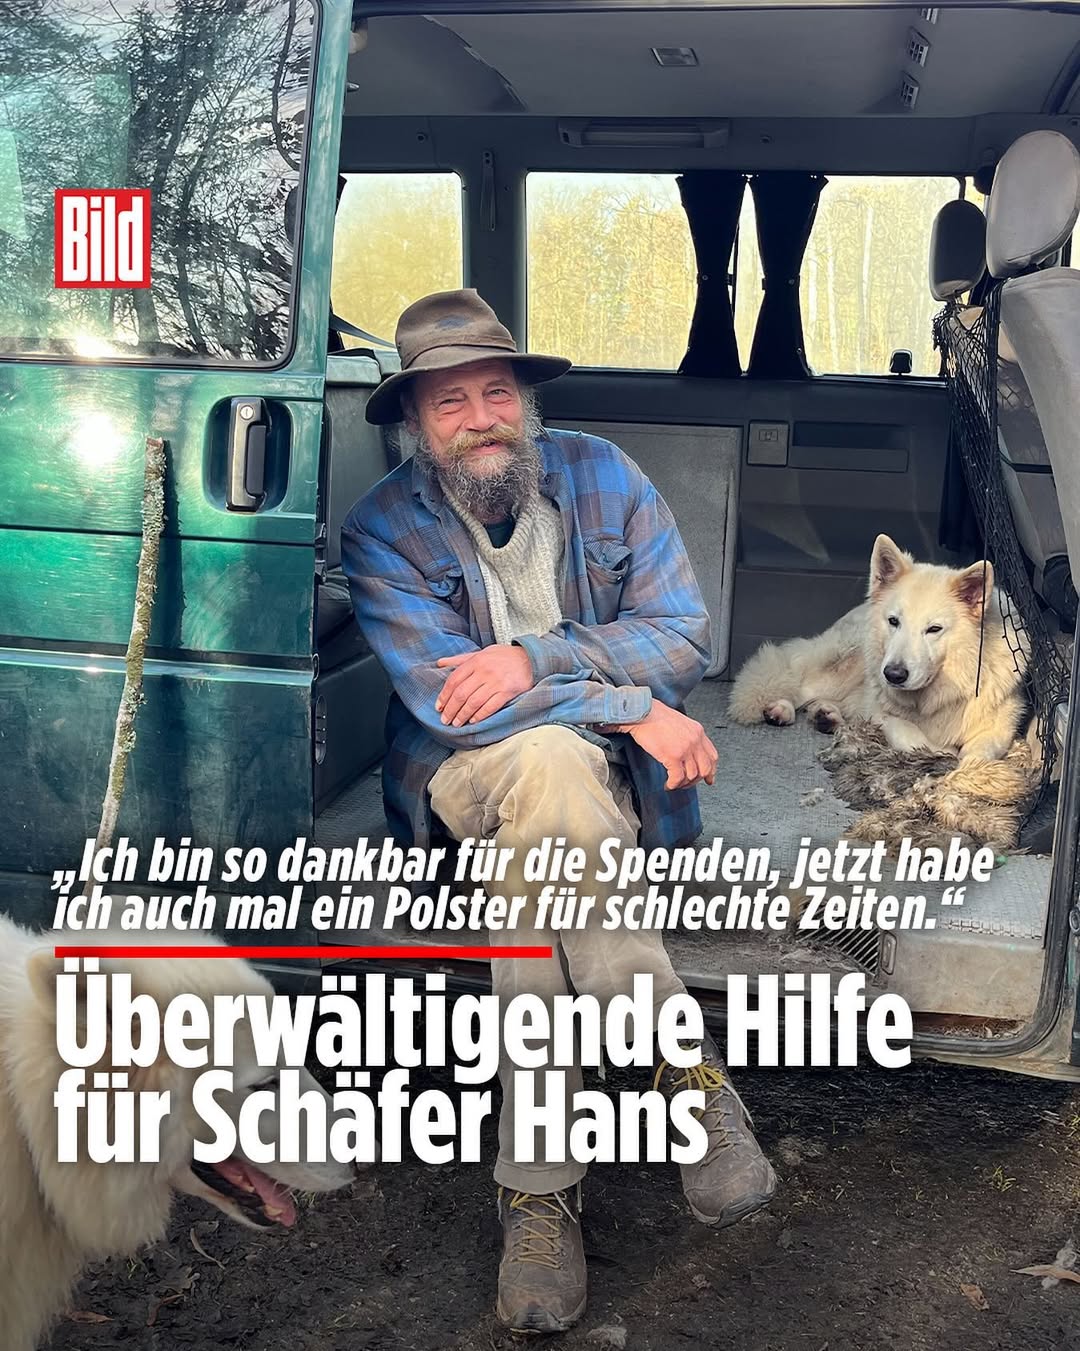 Bild
„Ich bin so dankbar für die Spenden, jetzt habe
ich auch mal ein Polster für schlechte Zeiten.“
Überwältigende Hilfe
für Schäfer Hans